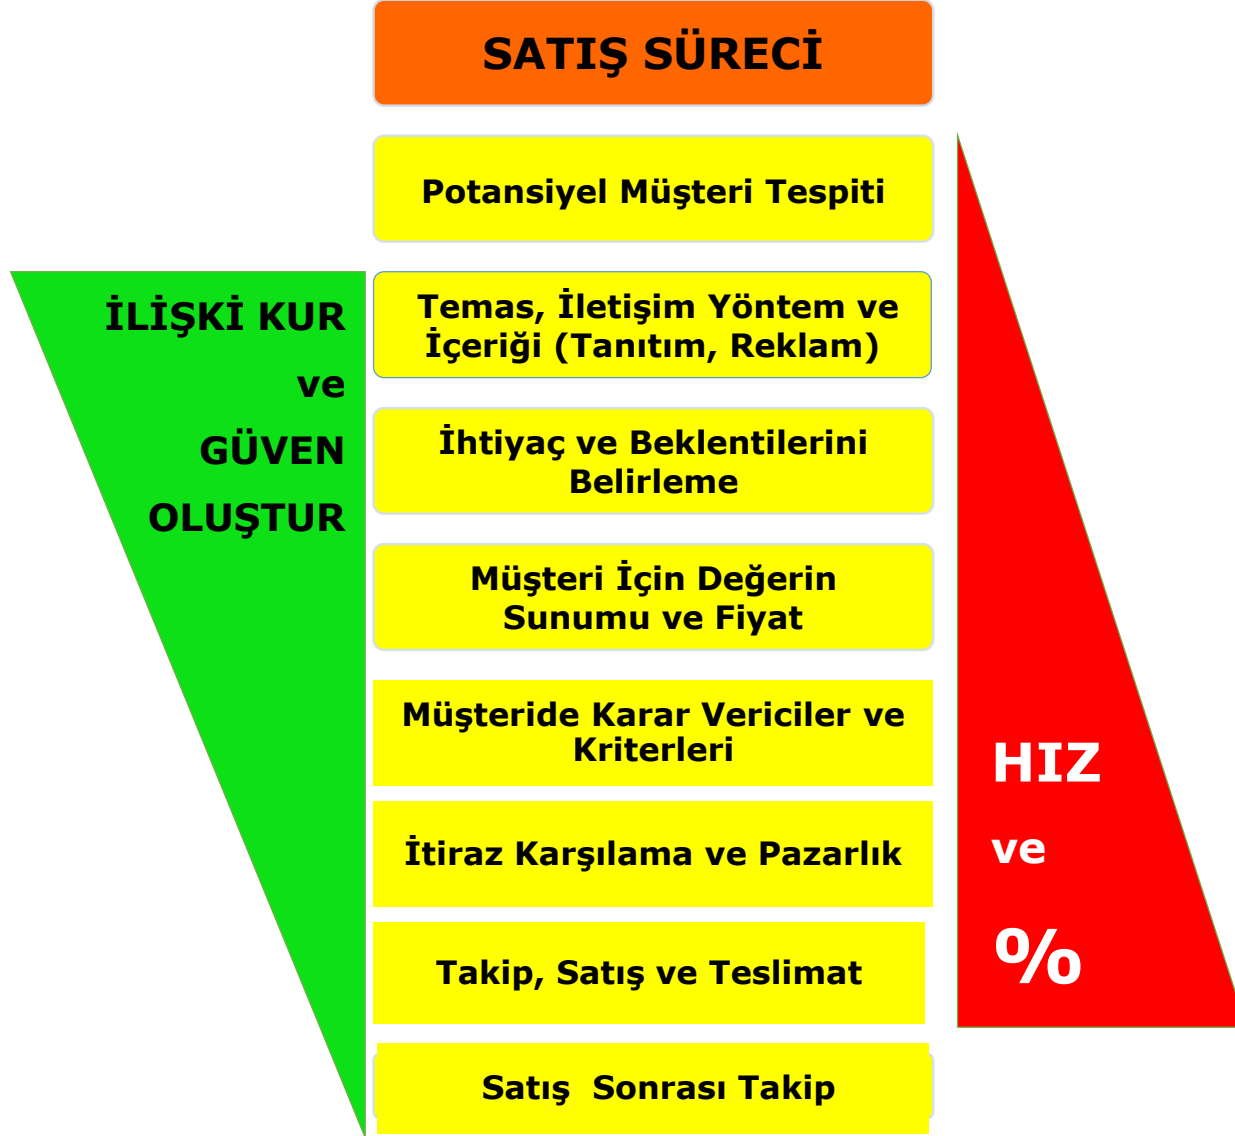 SATIŞ SÜRECİ
Potansiyel Müşteri Tespiti
İLİŞKİ KUR
ve
GÜVEN
OLUŞTUR
Temas, İletişim Yöntem ve
İçeriği (Tanıtım, Reklam)
İhtiyaç ve Beklentilerini
Belirleme
Müşteri İçin Değerin
Sunumu ve Fiyat
Müşteride Karar Vericiler ve
Kriterleri
İtiraz Karşılama ve Pazarlık
Takip, Satış ve Teslimat
Satış  Sonrası Takip
HIZ
ve
%